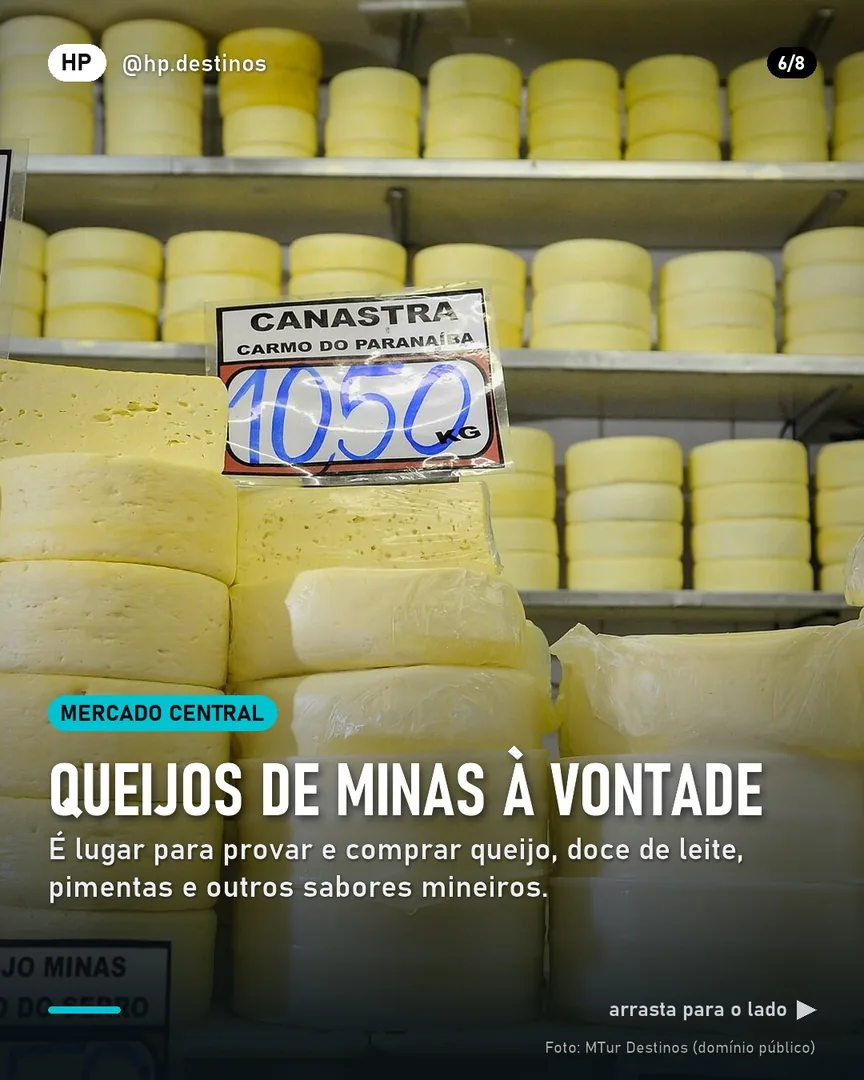 HP @hp.destinos
6/8
CANASTRA
CARMO DO PARANAÍBA
10,50
KG
MERCADO CENTRAL
QUEIJOS DE MINAS À VONTADE
É lugar para provar e comprar queijo, doce de leite,
pimentas e outros sabores mineiros.
JO MINAS
DO SERRO
arrasta para o lado ▶
Foto: MTur Destinos (domínio público)